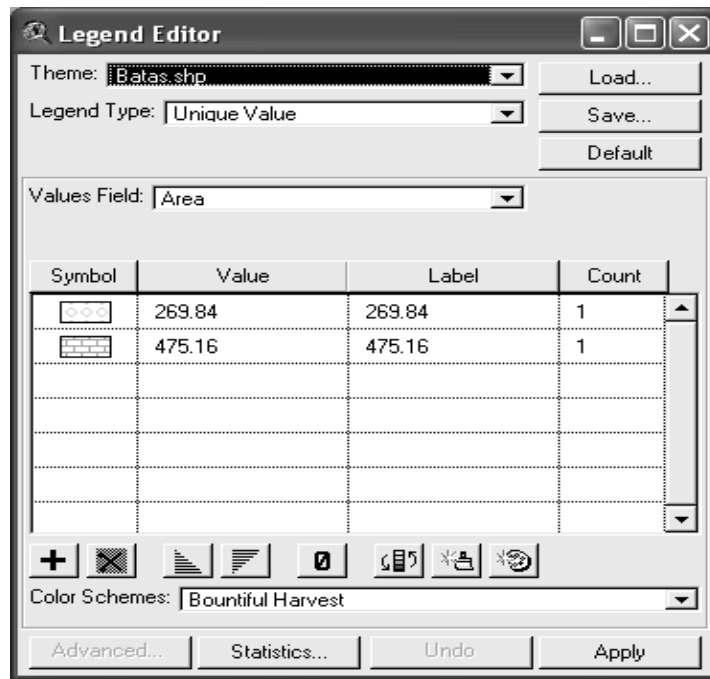 Legend Editor
Theme: Batas.shp
Load...
Legend Type: Unique Value
Save...
Default
Values Field: Area
Symbol Value Label Count
269.84 269.84 1
475.16 475.16 1
Color Schemes: Bountiful Harvest
Advanced... Statistics... Undo Apply